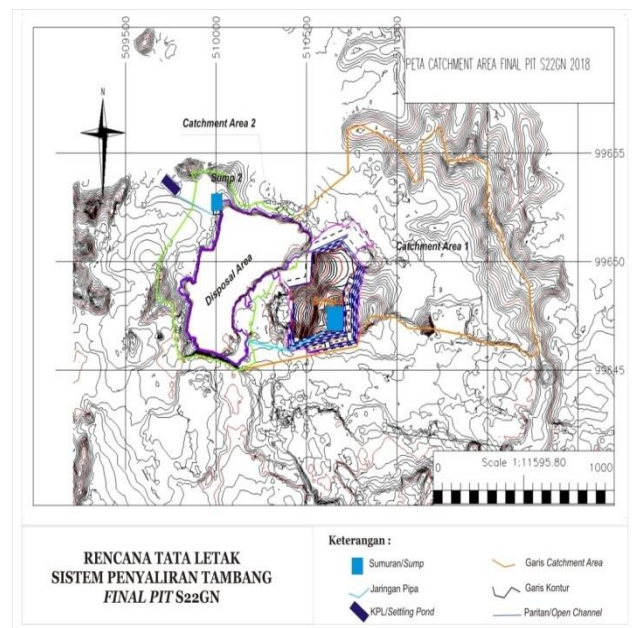 509500
510000
510500
PETA CATCHMENT AREA FINAL PIT S22GN 2018
N
Catchment Area 2
99655
Sump 2
Catchment Area 1
Disposal Area
99650
99645
Scale 1:11595.80
0
1000
RENCANA TATA LETAK
SISTEM PENYALIRAN TAMBANG
FINAL PIT S22GN
Keterangan :
Sumuran/Sump
Garis Catchment Area
Jaringan Pipa
Garis Kontur
KPL/Settling Pond
Paritan/Open Channel